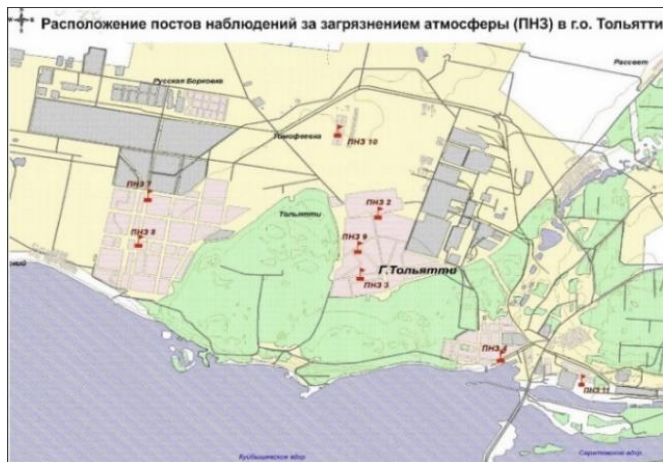 Расположение постов наблюдений за загрязнением атмосферы (ПНЗ) в г.о. Тольятти
Рассвет
Русская Борковка
Тимофеевка
ПНЗ 10
ПНЗ 7
ПНЗ 2
Тольятти
ПНЗ 8
ПНЗ 9
Г.Тольятти
ПНЗ 3
ПНЗ 4
ПНЗ 11
Куйбышевское вдхр.
Саратовское вдхр.